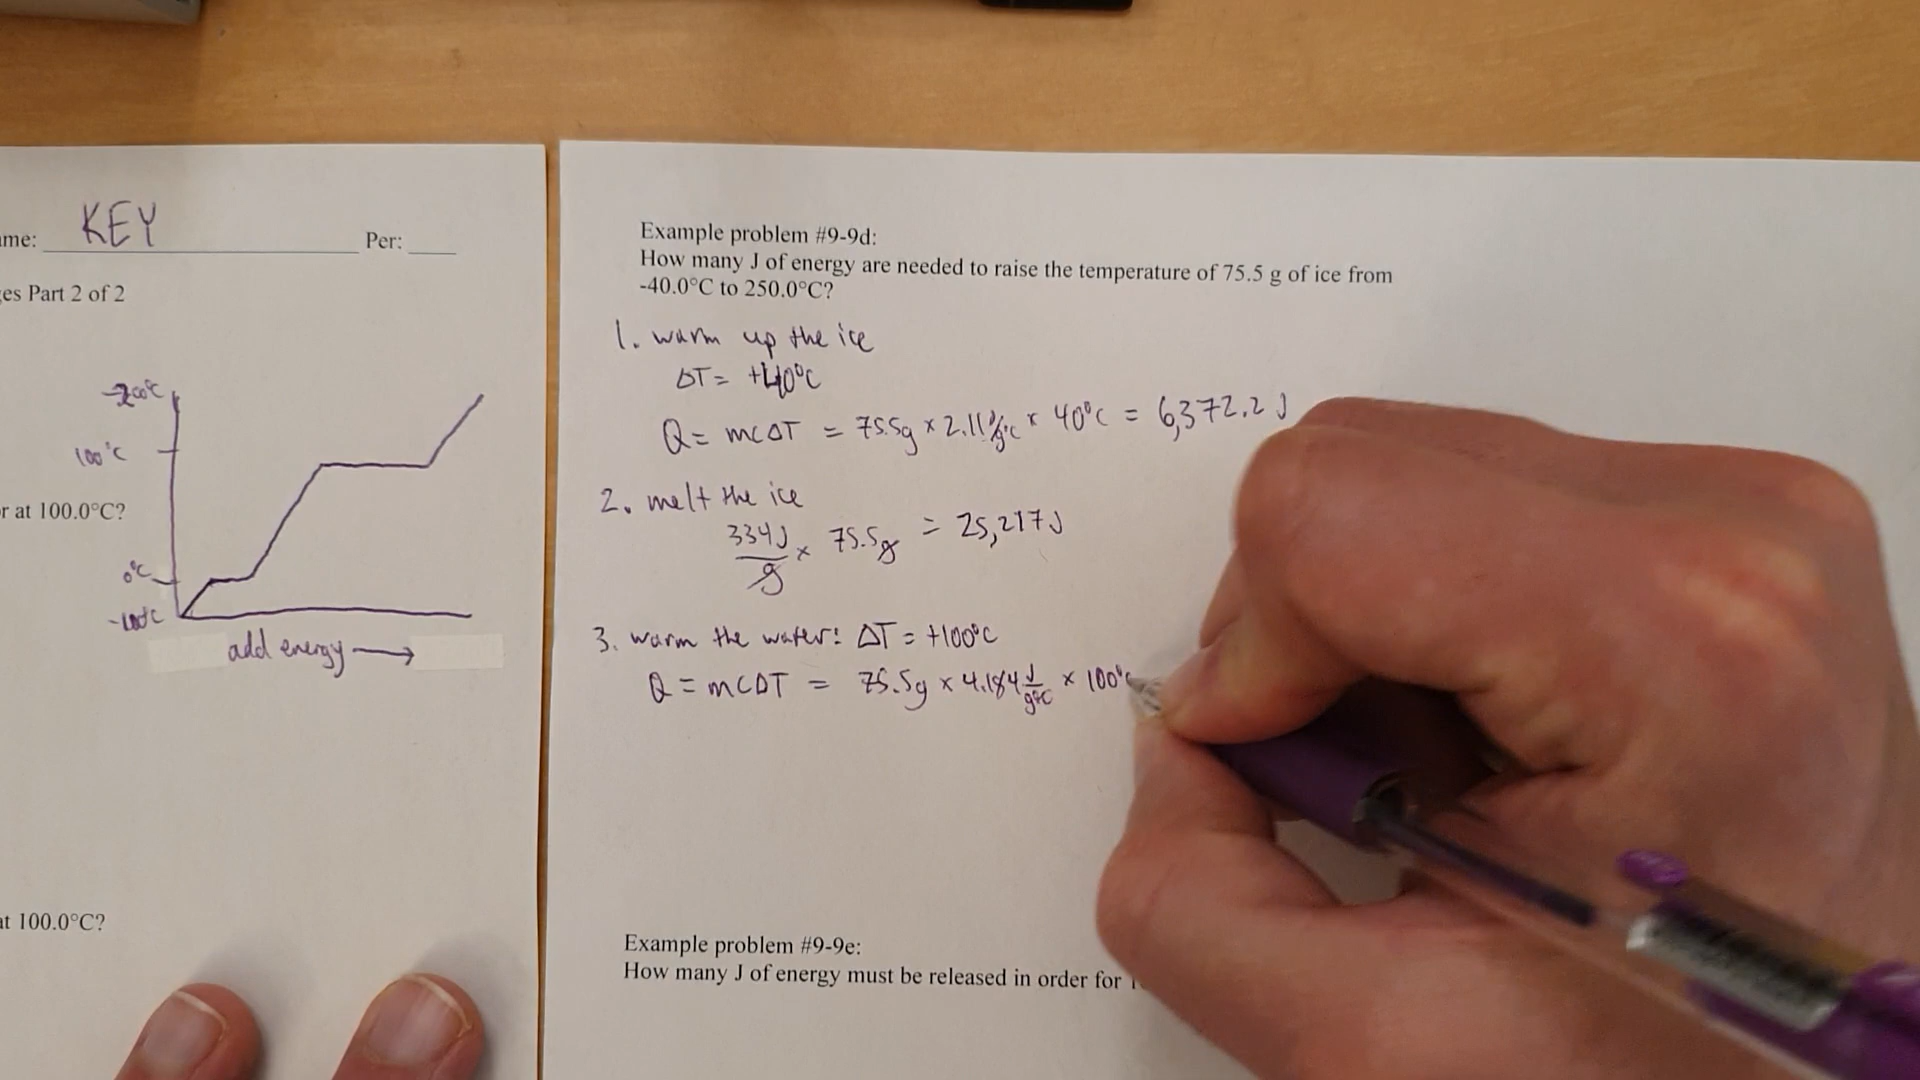 me: KEY Per:
es Part 2 of 2
200°C
100°C
r at 100.0°C?
0°C
-100°C
add energy →
at 100.0°C?
Example problem #9-9d:
How many J of energy are needed to raise the temperature of 75.5 g of ice from
-40.0°C to 250.0°C?
1. warm up the ice
ΔT = +40°C
Q = mCΔT = 75.5g × 2.11 J/g°C × 40°C = 6,372.2 J
2. melt the ice
334J/g × 75.5g = 25,217J
3. warm the water: ΔT = +100°C
Q = mCΔT = 75.5g × 4.184 J/g°C × 100°C
Example problem #9-9e:
How many J of energy must be released in order for